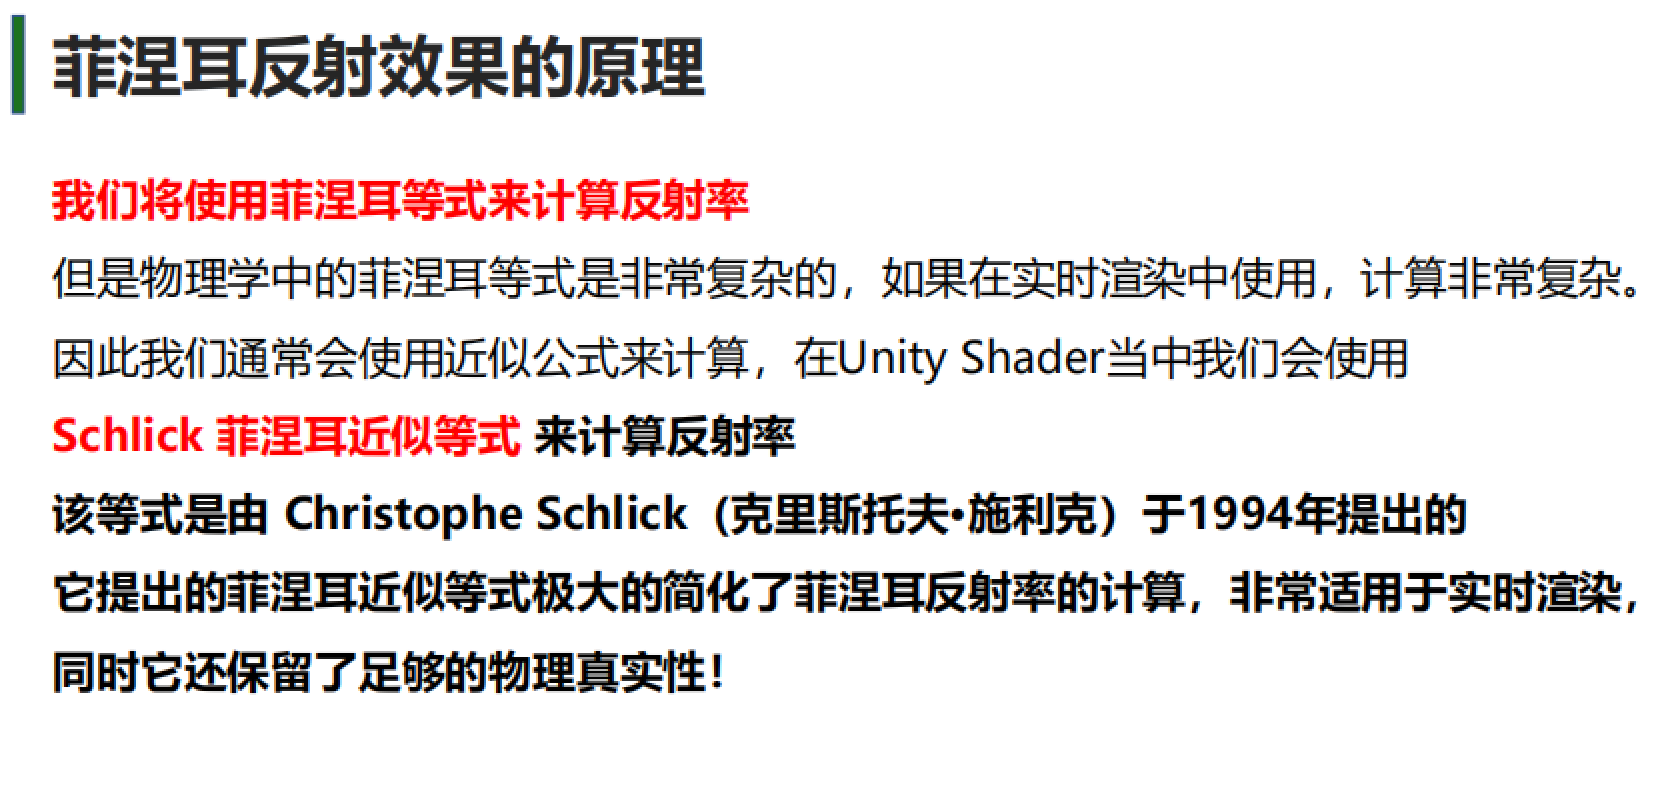 菲涅耳反射效果的原理
我们将使用菲涅耳等式来计算反射率
但是物理学中的菲涅耳等式是非常复杂的，如果在实时渲染中使用，计算非常复杂。
因此我们通常会使用近似公式来计算，在Unity Shader当中我们会使用
Schlick 菲涅耳近似等式 来计算反射率
该等式是由 Christophe Schlick（克里斯托夫•施利克）于1994年提出的
它提出的菲涅耳近似等式极大的简化了菲涅耳反射率的计算，非常适用于实时渲染，
同时它还保留了足够的物理真实性！